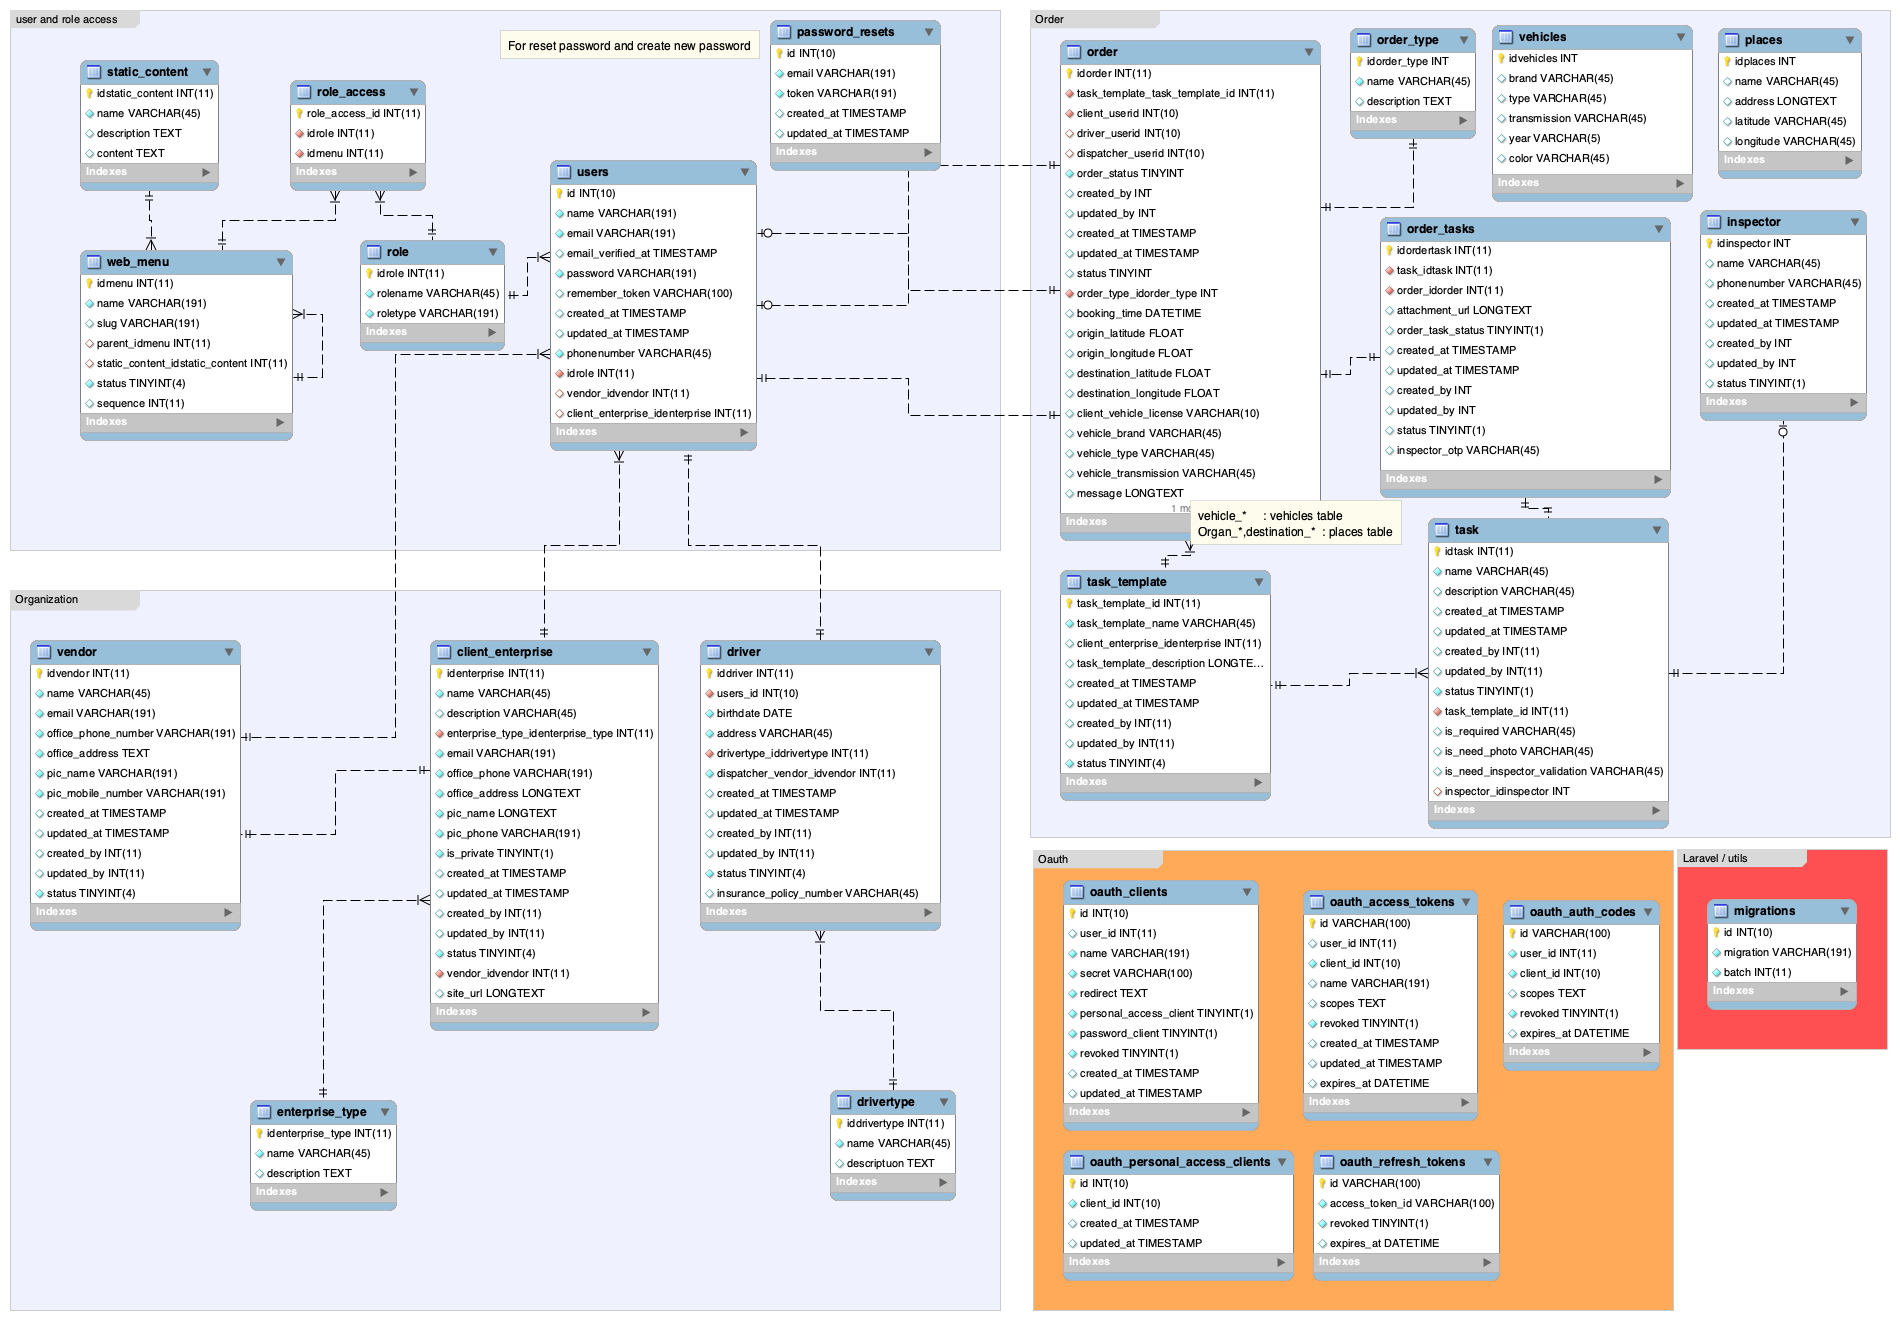 user and role access
For reset password and create new password
static_content
idstatic_content INT(11)
name VARCHAR(45)
description TEXT
content TEXT
Indexes
role_access
role_access_id INT(11)
idrole INT(11)
idmenu INT(11)
Indexes
password_resets
id INT(10)
email VARCHAR(191)
token VARCHAR(191)
created_at TIMESTAMP
updated_at TIMESTAMP
Indexes
web_menu
idmenu INT(11)
name VARCHAR(191)
slug VARCHAR(191)
parent_idmenu INT(11)
static_content_idstatic_content INT(11)
status TINYINT(4)
sequence INT(11)
Indexes
role
idrole INT(11)
rolename VARCHAR(45)
roletype VARCHAR(191)
Indexes
users
id INT(10)
name VARCHAR(191)
email VARCHAR(191)
email_verified_at TIMESTAMP
password VARCHAR(191)
remember_token VARCHAR(100)
created_at TIMESTAMP
updated_at TIMESTAMP
phonenumber VARCHAR(45)
idrole INT(11)
vendor_idvendor INT(11)
client_enterprise_identerprise INT(11)
Indexes
Order
order
idorder INT(11)
task_template_task_template_id INT(11)
client_userid INT(10)
driver_userid INT(10)
dispatcher_userid INT(10)
order_status TINYINT
created_by INT
updated_by INT
created_at TIMESTAMP
updated_at TIMESTAMP
status TINYINT
order_type_idorder_type INT
booking_time DATETIME
origin_latitude FLOAT
origin_longitude FLOAT
destination_latitude FLOAT
destination_longitude FLOAT
client_vehicle_license VARCHAR(10)
vehicle_brand VARCHAR(45)
vehicle_type VARCHAR(45)
vehicle_transmission VARCHAR(45)
message LONGTEXT
1 mo
Indexes
vehicle_* : vehicles table
Organ_*,destination_* : places table
order_type
idorder_type INT
name VARCHAR(45)
description TEXT
Indexes
vehicles
idvehicles INT
brand VARCHAR(45)
type VARCHAR(45)
transmission VARCHAR(45)
year VARCHAR(5)
color VARCHAR(45)
Indexes
places
idplaces INT
name VARCHAR(45)
address LONGTEXT
latitude VARCHAR(45)
longitude VARCHAR(45)
Indexes
order_tasks
idordertask INT(11)
task_idtask INT(11)
order_idorder INT(11)
attachment_url LONGTEXT
order_task_status TINYINT(1)
created_at TIMESTAMP
updated_at TIMESTAMP
created_by INT
updated_by INT
status TINYINT(1)
inspector_otp VARCHAR(45)
Indexes
inspector
idinspector INT
name VARCHAR(45)
phonenumber VARCHAR(45)
created_at TIMESTAMP
updated_at TIMESTAMP
created_by INT
updated_by INT
status TINYINT(1)
Indexes
task_template
task_template_id INT(11)
task_template_name VARCHAR(45)
client_enterprise_identerprise INT(11)
task_template_description LONGTE...
created_at TIMESTAMP
updated_at TIMESTAMP
created_by INT(11)
updated_by INT(11)
status TINYINT(4)
Indexes
task
idtask INT(11)
name VARCHAR(45)
description VARCHAR(45)
created_at TIMESTAMP
updated_at TIMESTAMP
created_by INT(11)
updated_by INT(11)
status TINYINT(1)
task_template_id INT(11)
is_required VARCHAR(45)
is_need_photo VARCHAR(45)
is_need_inspector_validation VARCHAR(45)
inspector_idinspector INT
Indexes
Organization
vendor
idvendor INT(11)
name VARCHAR(45)
email VARCHAR(191)
office_phone_number VARCHAR(191)
office_address TEXT
pic_name VARCHAR(191)
pic_mobile_number VARCHAR(191)
created_at TIMESTAMP
updated_at TIMESTAMP
created_by INT(11)
updated_by INT(11)
status TINYINT(4)
Indexes
client_enterprise
identerprise INT(11)
name VARCHAR(45)
description VARCHAR(45)
enterprise_type_identerprise_type INT(11)
email VARCHAR(191)
office_phone VARCHAR(191)
office_address LONGTEXT
pic_name LONGTEXT
pic_phone VARCHAR(191)
is_private TINYINT(1)
created_at TIMESTAMP
updated_at TIMESTAMP
created_by INT(11)
updated_by INT(11)
status TINYINT(4)
vendor_idvendor INT(11)
site_url LONGTEXT
Indexes
driver
iddriver INT(11)
users_id INT(10)
birthdate DATE
address VARCHAR(45)
drivertype_iddrivertype INT(11)
dispatcher_vendor_idvendor INT(11)
created_at TIMESTAMP
updated_at TIMESTAMP
created_by INT(11)
updated_by INT(11)
status TINYINT(4)
insurance_policy_number VARCHAR(45)
Indexes
enterprise_type
identerprise_type INT(11)
name VARCHAR(45)
description TEXT
Indexes
drivertype
iddrivertype INT(11)
name VARCHAR(45)
descriptuon TEXT
Indexes
Oauth
oauth_clients
id INT(10)
user_id INT(11)
name VARCHAR(191)
secret VARCHAR(100)
redirect TEXT
personal_access_client TINYINT(1)
password_client TINYINT(1)
revoked TINYINT(1)
created_at TIMESTAMP
updated_at TIMESTAMP
Indexes
oauth_access_tokens
id VARCHAR(100)
user_id INT(11)
client_id INT(10)
name VARCHAR(191)
scopes TEXT
revoked TINYINT(1)
created_at TIMESTAMP
updated_at TIMESTAMP
expires_at DATETIME
Indexes
oauth_auth_codes
id VARCHAR(100)
user_id INT(11)
client_id INT(10)
scopes TEXT
revoked TINYINT(1)
expires_at DATETIME
Indexes
oauth_personal_access_clients
id INT(10)
client_id INT(10)
created_at TIMESTAMP
updated_at TIMESTAMP
Indexes
oauth_refresh_tokens
id VARCHAR(100)
access_token_id VARCHAR(100)
revoked TINYINT(1)
expires_at DATETIME
Indexes
Laravel / utils
migrations
id INT(10)
migration VARCHAR(191)
batch INT(11)
Indexes